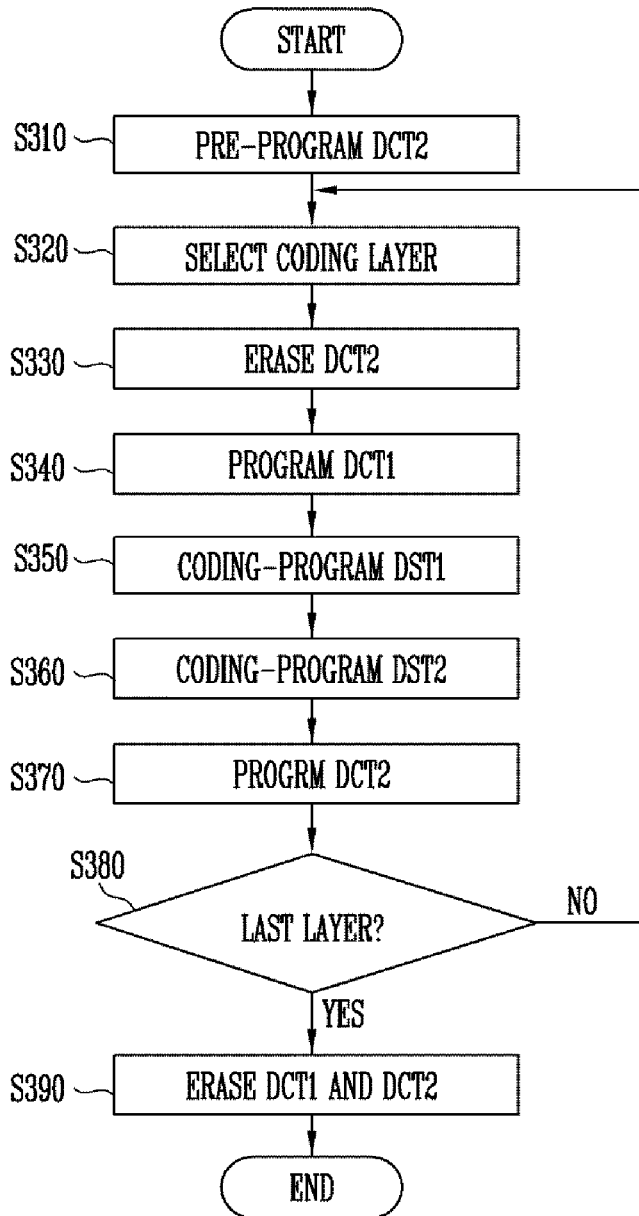 START
S310
PRE-PROGRAM DCT2
S320
SELECT CODING LAYER
S330
ERASE DCT2
S340
PROGRAM DCT1
S350
CODING-PROGRAM DST1
S360
CODING-PROGRAM DST2
S370
PROGRM DCT2
S380
LAST LAYER?
NO
YES
S390
ERASE DCT1 AND DCT2
END